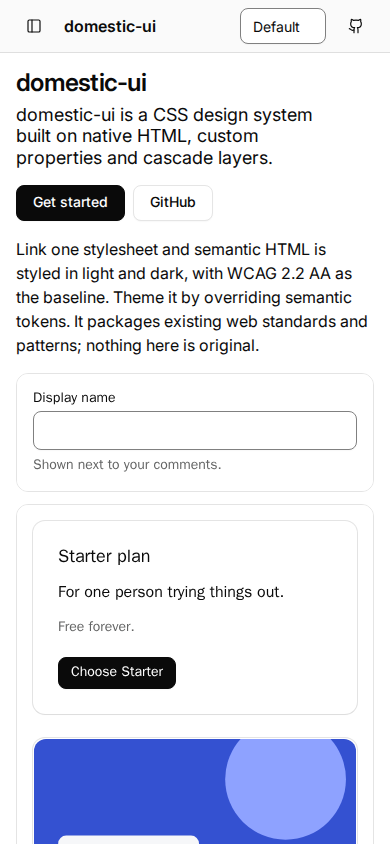 domestic-ui
Default
domestic-ui
domestic-ui is a CSS design system
built on native HTML, custom
properties and cascade layers.
Get started
GitHub
Link one stylesheet and semantic HTML is
styled in light and dark, with WCAG 2.2 AA as
the baseline. Theme it by overriding semantic
tokens. It packages existing web standards and
patterns; nothing here is original.
Display name
Shown next to your comments.
Starter plan
For one person trying things out.
Free forever.
Choose Starter